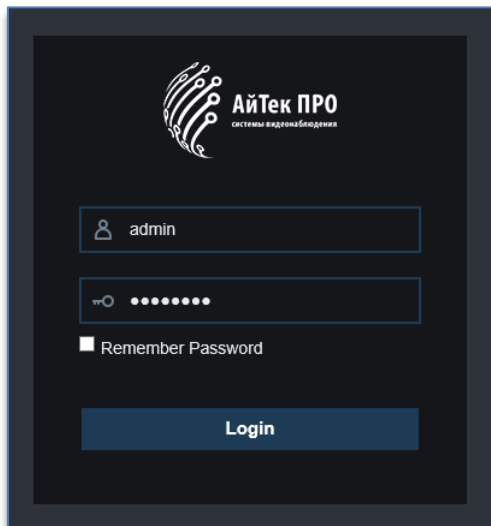 АйТек ПРО
системы видеонаблюдения
admin
●●●●●●●●
Remember Password
Login